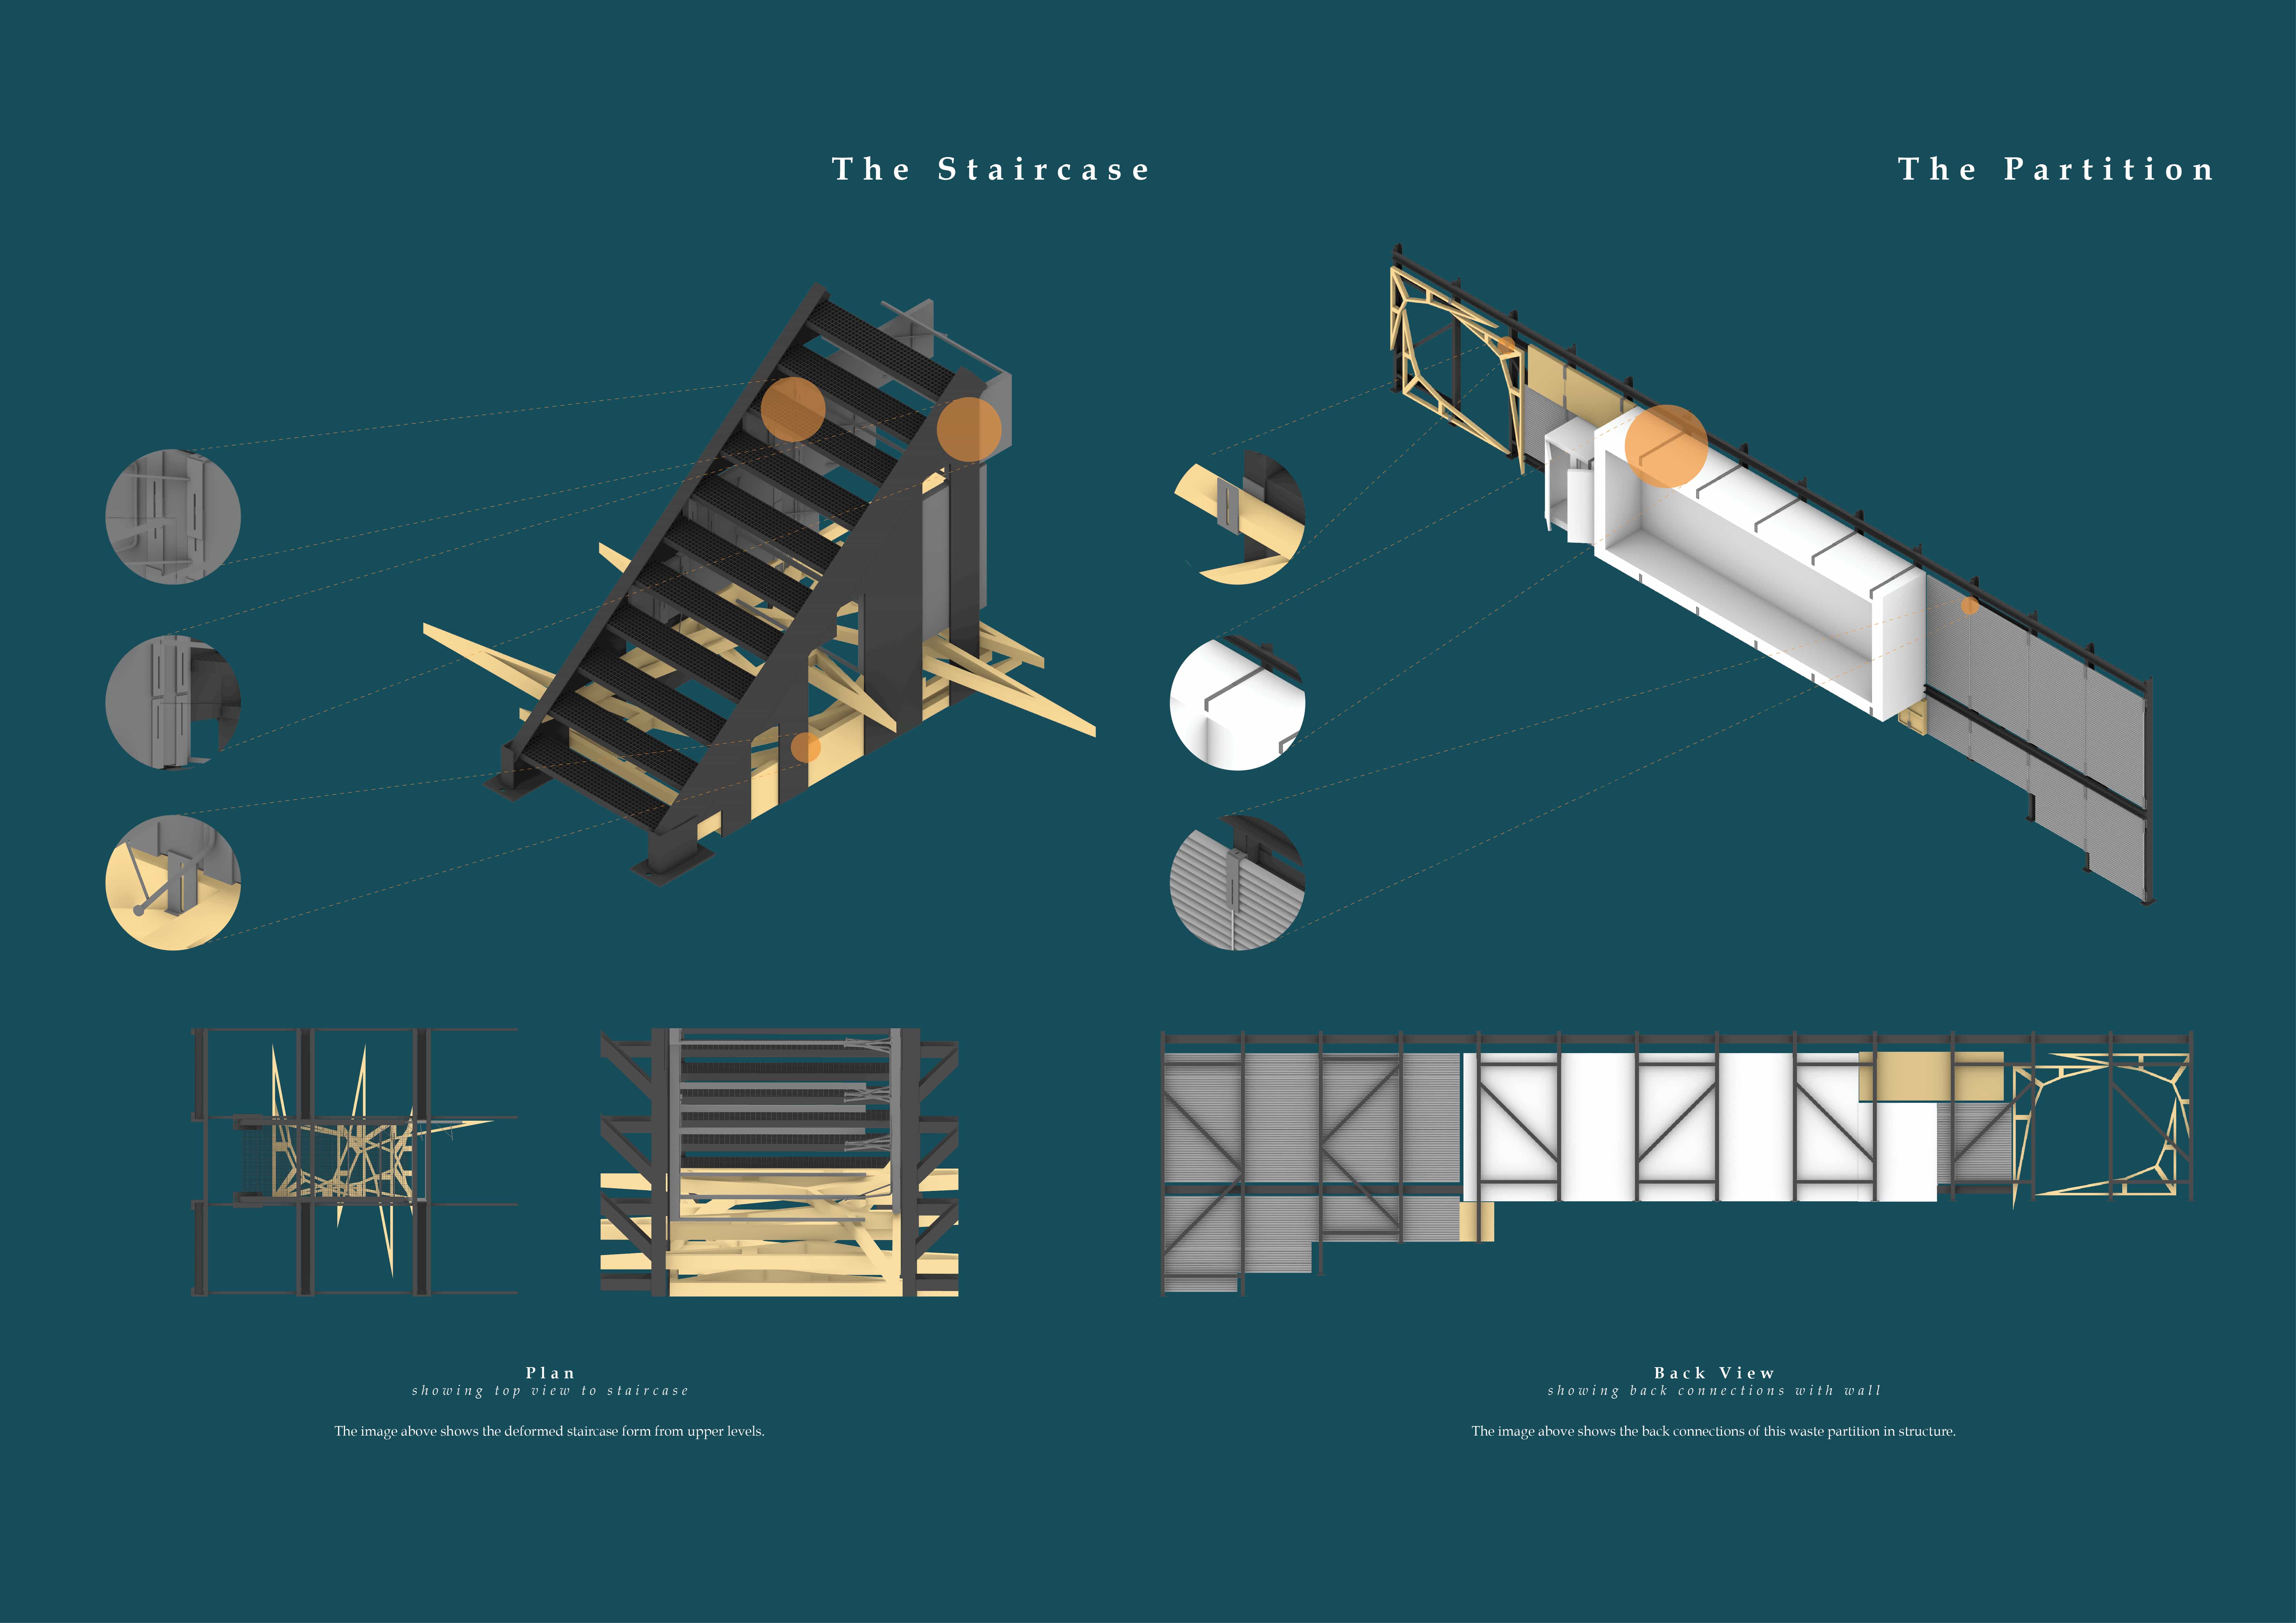 The Staircase
The Partition
Plan
showing top view to staircase
The image above shows the deformed staircase form from upper levels.
Back View
showing back connections with wall
The image above shows the back connections of this waste partition in structure.